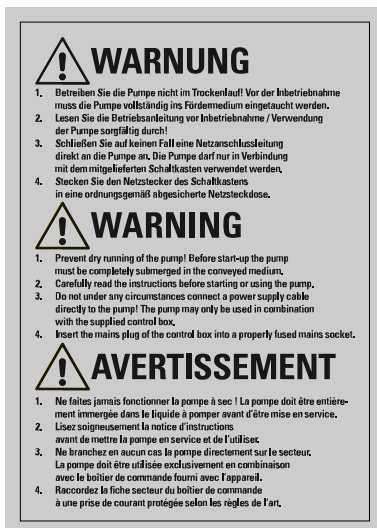 WARNUNG
1. Betreiben Sie die Pumpe nicht im Trockenlauf! Vor der Inbetriebnahme
muss die Pumpe vollständig ins Fördermedium eingetaucht werden.
2. Lesen Sie die Betriebsanleitung vor Inbetriebnahme / Verwendung
der Pumpe sorgfältig durch!
3. Schließen Sie auf keinen Fall eine Netzanschlussleitung
direkt an die Pumpe an. Die Pumpe darf nur in Verbindung
mit dem mitgelieferten Schaltkasten verwendet werden.
4. Stecken Sie den Netzstecker des Schaltkastens
in eine ordnungsgemäß abgesicherte Netzsteckdose.
WARNING
1. Prevent dry running of the pump! Before start-up the pump
must be completely submerged in the conveyed medium.
2. Carefully read the instructions before starting or using the pump.
3. Do not under any circumstances connect a power supply cable
directly to the pump! The pump may only be used in combination
with the supplied control box.
4. Insert the mains plug of the control box into a properly fused mains socket.
AVERTISSEMENT
1. Ne faites jamais fonctionner la pompe à sec ! La pompe doit être entière-
ment immergée dans le liquide à pomper avant d'être mise en service.
2. Lisez soigneusement la notice d'instructions
avant de mettre la pompe en service et de l'utiliser.
3. Ne branchez en aucun cas la pompe directement sur le secteur.
La pompe doit être utilisée exclusivement en combinaison
avec le boîtier de commande fourni avec l'appareil.
4. Raccordez la fiche secteur du boîtier de commande
à une prise de courant protégée selon les règles de l'art.